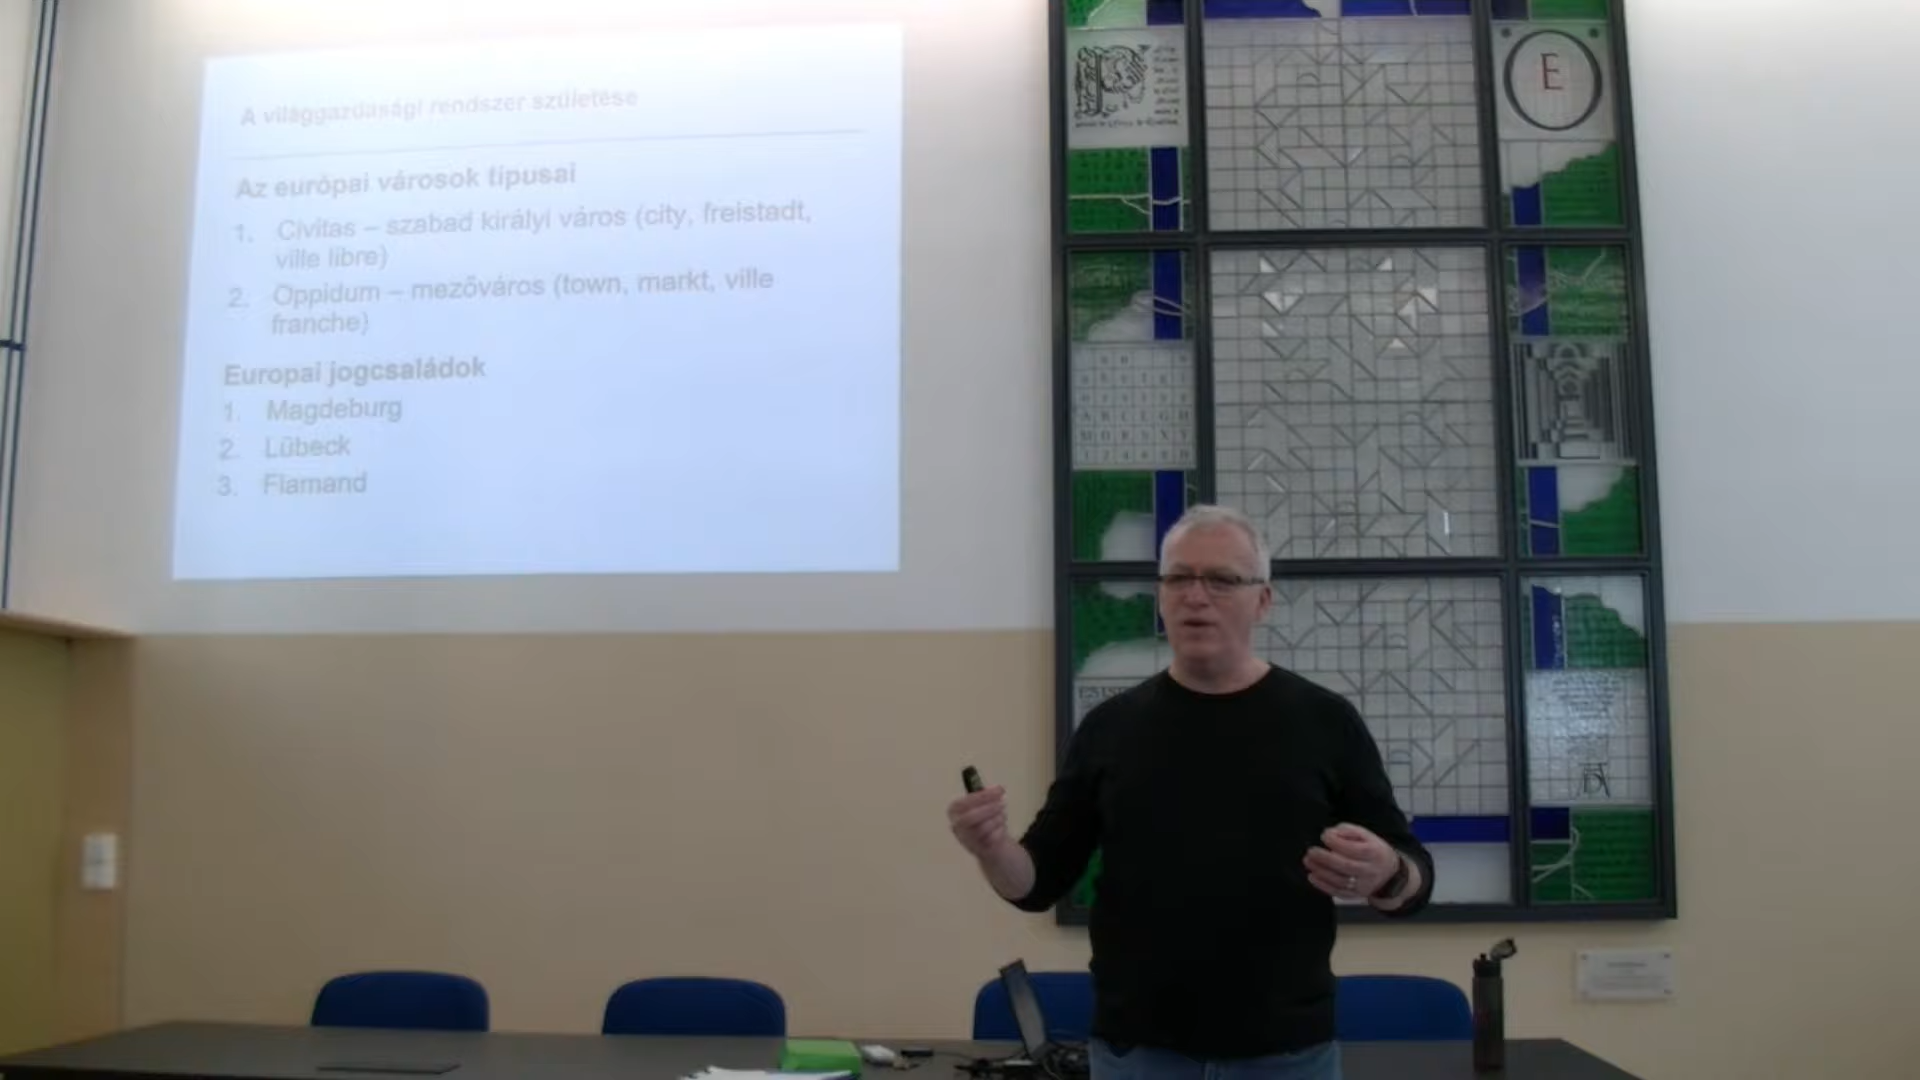 A világgazdasági rendszer születése
Az európai városok típusai
1. Civitas – szabad királyi város (city, freistadt,
ville libre)
2. Oppidum – mezőváros (town, markt, ville
franche)
Európai jogcsaládok
1. Magdeburg
2. Lübeck
3. Flamand
E